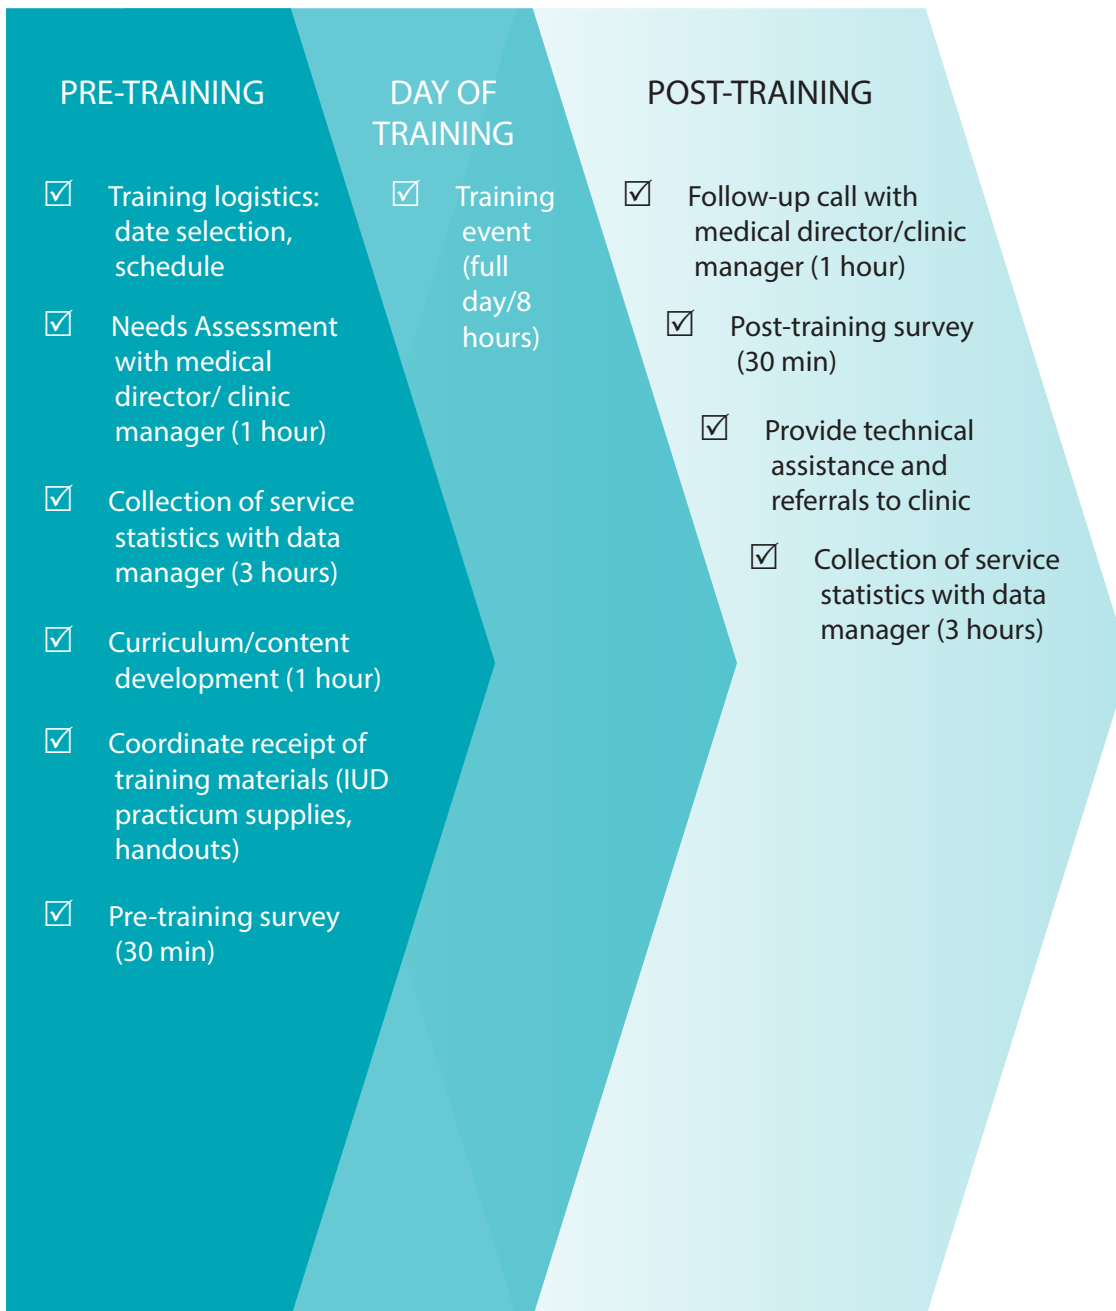 PRE-TRAINING
☑ Training logistics:
date selection,
schedule
☑ Needs Assessment
with medical
director/ clinic
manager (1 hour)
☑ Collection of service
statistics with data
manager (3 hours)
☑ Curriculum/content
development (1 hour)
☑ Coordinate receipt of
training materials (IUD
practicum supplies,
handouts)
☑ Pre-training survey
(30 min)
DAY OF
TRAINING
☑ Training
event
(full
day/8
hours)
POST-TRAINING
☑ Follow-up call with
medical director/clinic
manager (1 hour)
☑ Post-training survey
(30 min)
☑ Provide technical
assistance and
referrals to clinic
☑ Collection of service
statistics with data
manager (3 hours)